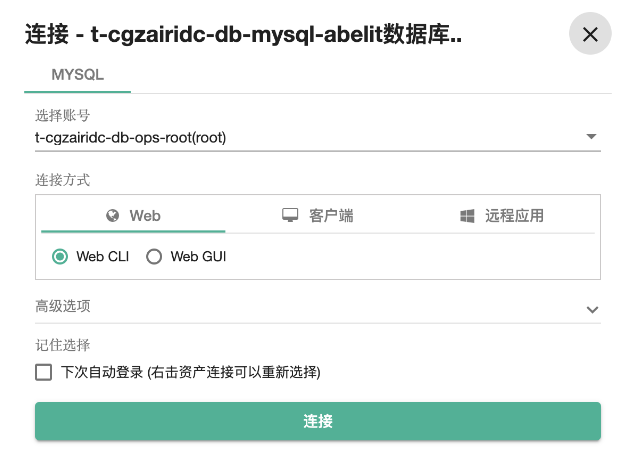 连接 - t-cgzairidc-db-mysql-abelit数据库..
MYSQL
选择账号
t-cgzairidc-db-ops-root(root)
连接方式
Web 客户端 远程应用
Web CLI Web GUI
高级选项
记住选择
下次自动登录 (右击资产连接可以重新选择)
连接